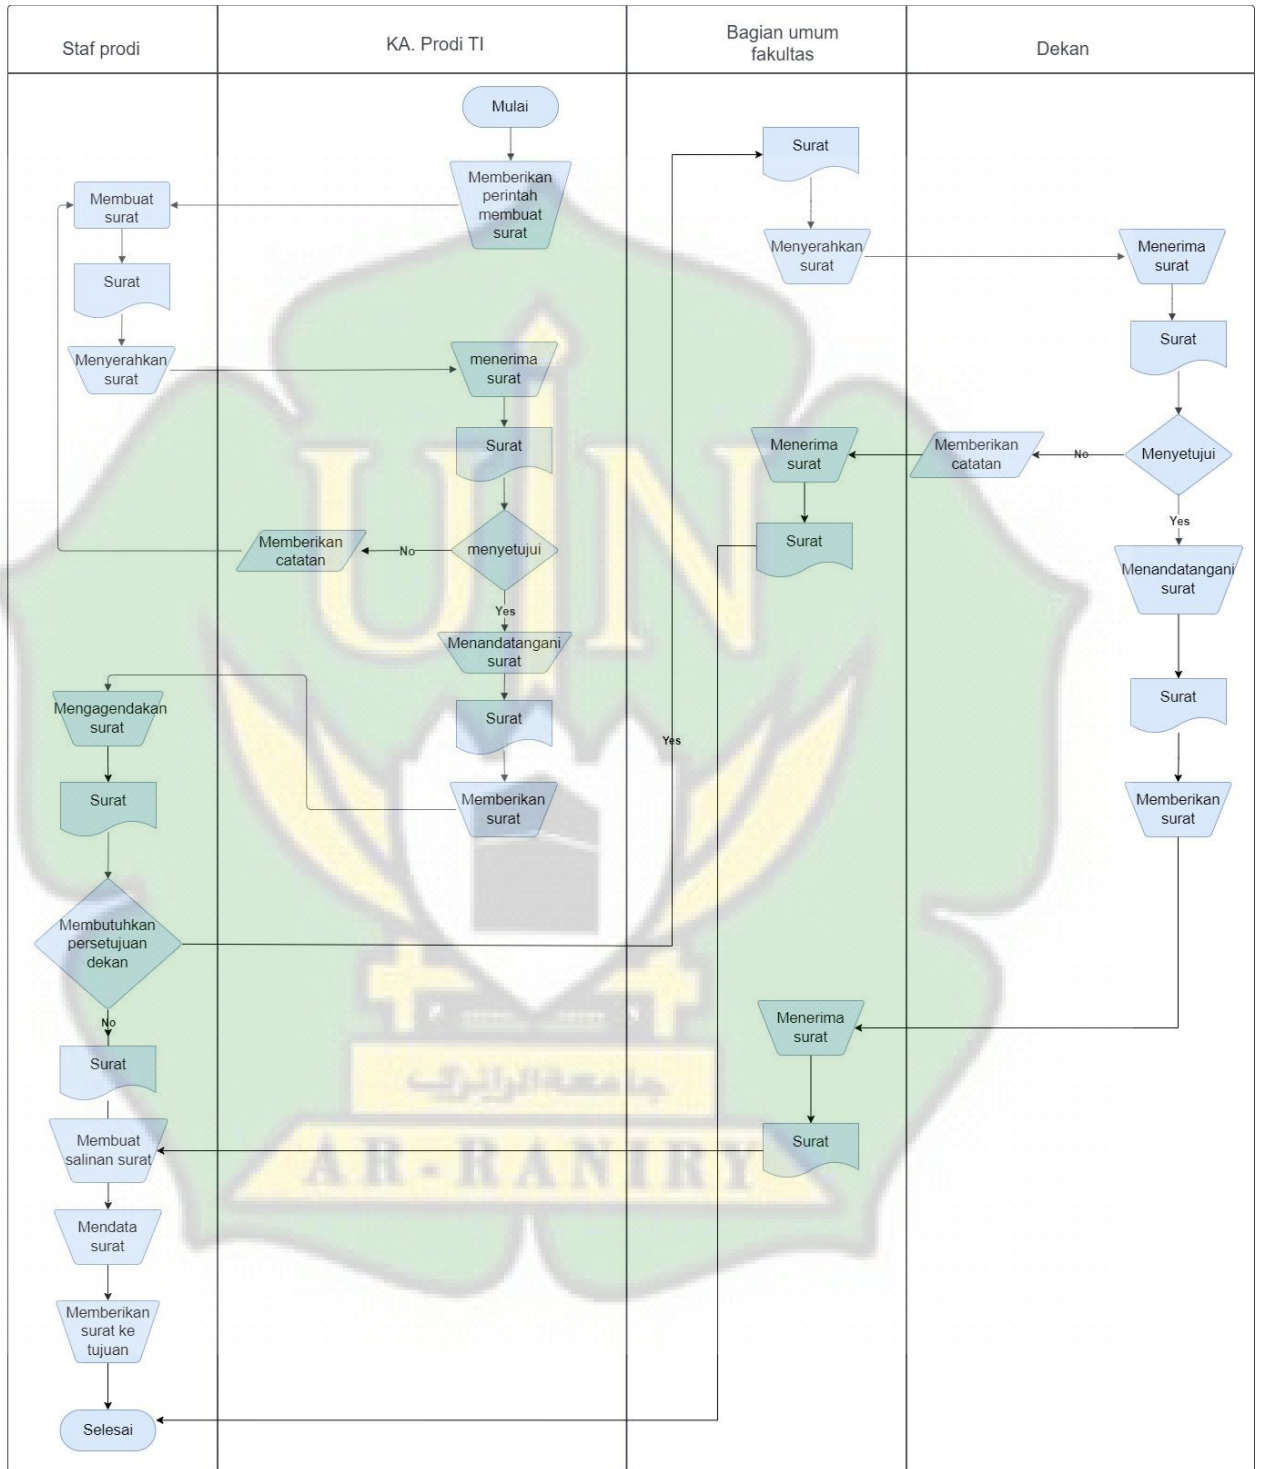 Staf prodi
KA. Prodi TI
Bagian umum
fakultas
Dekan
Mulai
Memberikan
perintah
membuat
surat
Membuat
surat
Surat
Menyerahkan
surat
menerima
surat
Surat
menyetujui
No
Memberikan
catatan
Yes
Menandatangani
surat
Surat
Memberikan
surat
Mengagendakan
surat
Surat
Membutuhkan
persetujuan
dekan
Yes
No
Surat
Membuat
salinan surat
Mendata
surat
Memberikan
surat ke
tujuan
Selesai
Surat
Menyerahkan
surat
Menerima
surat
Surat
Menyetujui
No
Memberikan
catatan
Menerima
surat
Surat
Yes
Menandatangani
surat
Surat
Memberikan
surat
Menerima
surat
Surat
UIN
جامعة الرانري
AR-RANIRY